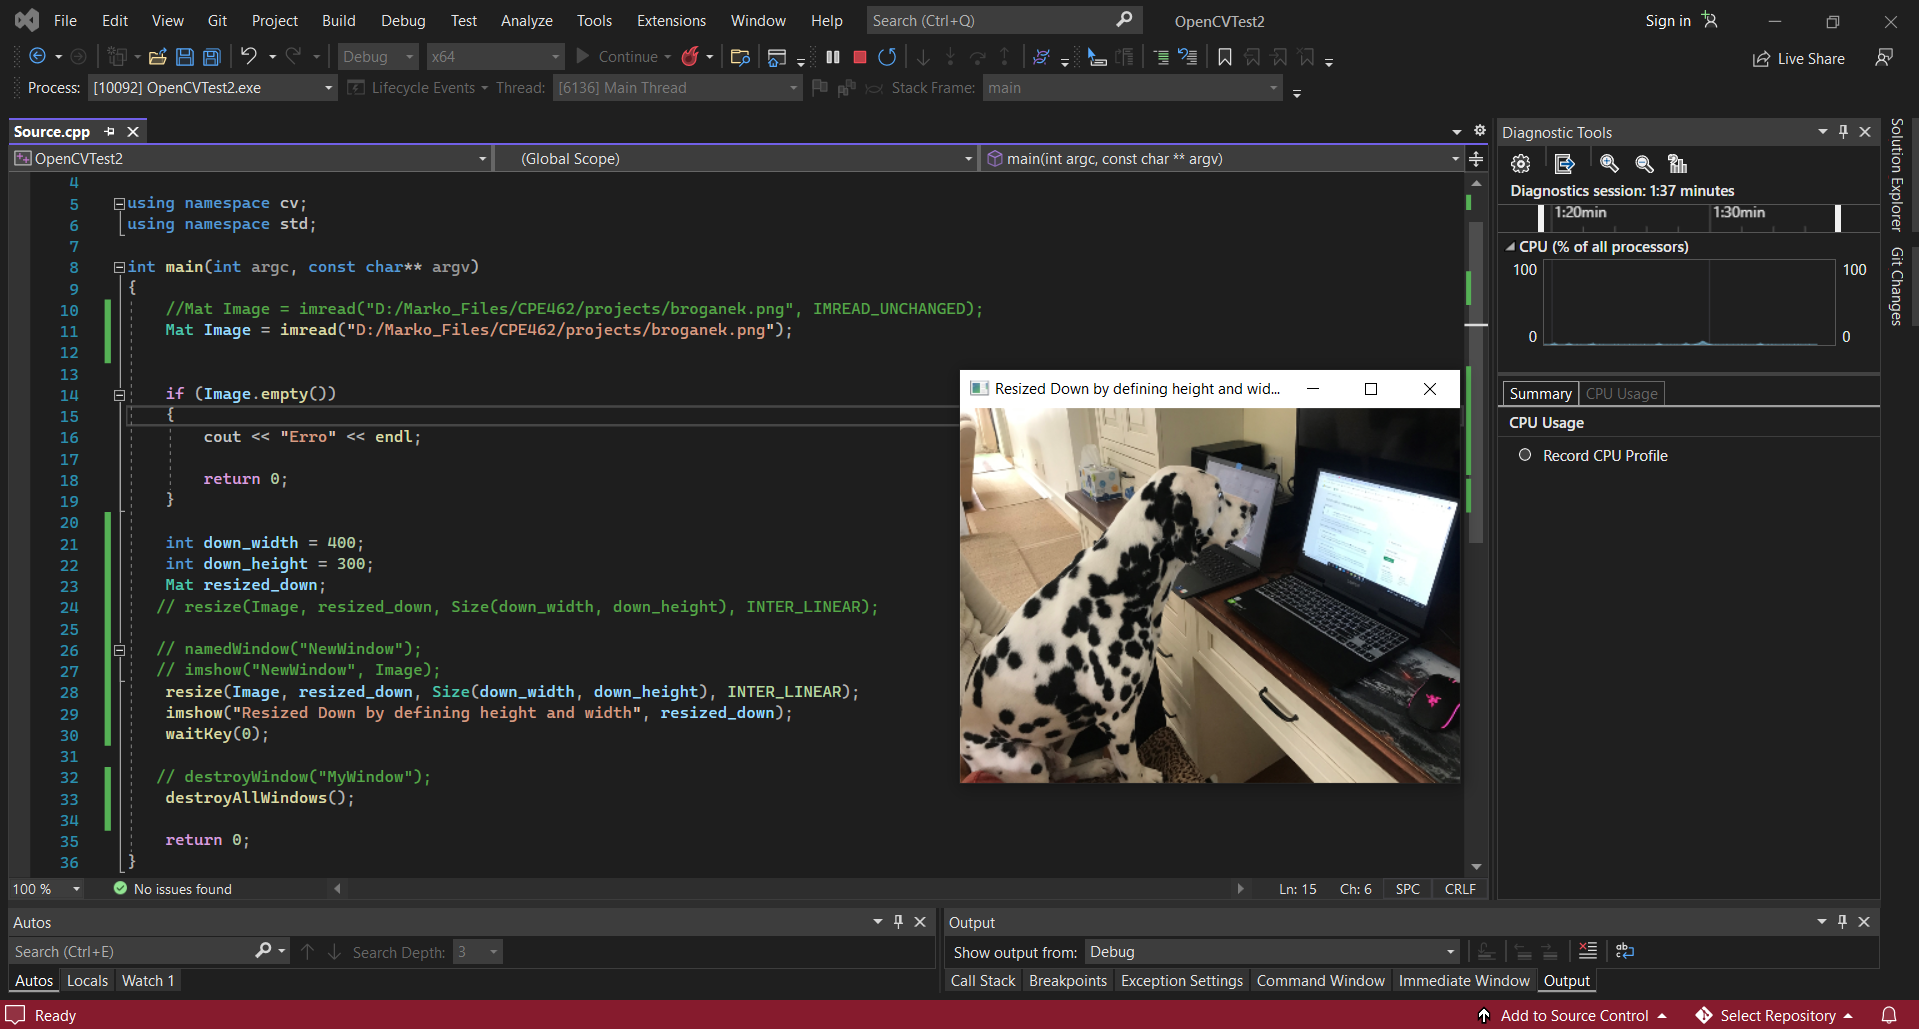 File Edit View Git Project Build Debug Test Analyze Tools Extensions Window Help Search (Ctrl+Q) OpenCVTest2 Sign in
Debug x64 Continue Live Share
Process: [10092] OpenCVTest2.exe Lifecycle Events Thread: [6136] Main Thread Stack Frame: main
Source.cpp
OpenCVTest2 (Global Scope) main(int argc, const char ** argv)
4
5 using namespace cv;
6 using namespace std;
7
8 int main(int argc, const char** argv)
9 {
10 //Mat Image = imread("D:/Marko_Files/CPE462/projects/broganek.png", IMREAD_UNCHANGED);
11 Mat Image = imread("D:/Marko_Files/CPE462/projects/broganek.png");
12
13
14 if (Image.empty())
15 {
16 cout << "Erro" << endl;
17
18 return 0;
19 }
20
21 int down_width = 400;
22 int down_height = 300;
23 Mat resized_down;
24 // resize(Image, resized_down, Size(down_width, down_height), INTER_LINEAR);
25
26 // namedWindow("NewWindow");
27 // imshow("NewWindow", Image);
28 resize(Image, resized_down, Size(down_width, down_height), INTER_LINEAR);
29 imshow("Resized Down by defining height and width", resized_down);
30 waitKey(0);
31
32 // destroyWindow("MyWindow");
33 destroyAllWindows();
34
35 return 0;
36 }
Resized Down by defining height and wid...
100 % No issues found Ln: 15 Ch: 6 SPC CRLF
Diagnostic Tools
Diagnostics session: 1:37 minutes
1:20min 1:30min
CPU (% of all processors)
100 100
0 0
Summary CPU Usage
CPU Usage
Record CPU Profile
Solution Explorer
Git Changes
Autos
Search (Ctrl+E) Search Depth: 3
Autos Locals Watch 1
Output
Show output from: Debug
Call Stack Breakpoints Exception Settings Command Window Immediate Window Output
Ready Add to Source Control Select Repository